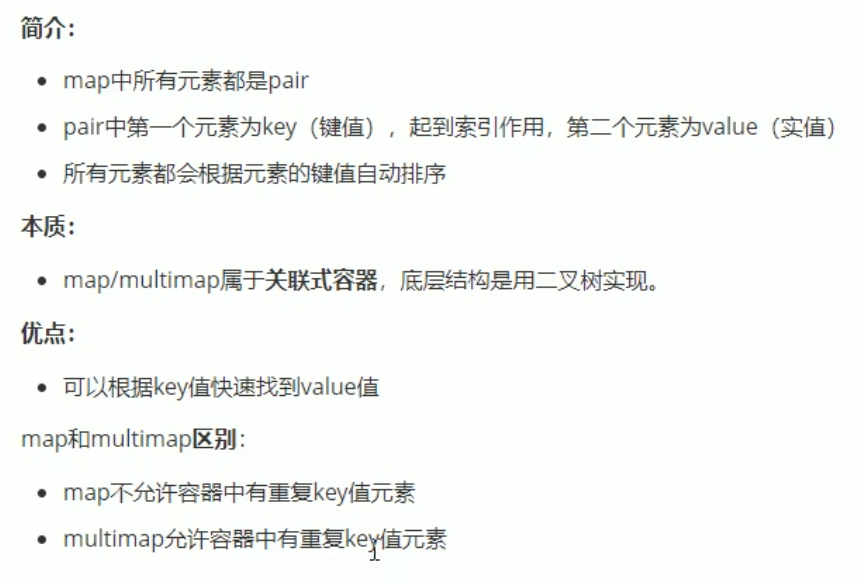 简介：
map中所有元素都是pair
pair中第一个元素为key（键值），起到索引作用，第二个元素为value（实值）
所有元素都会根据元素的键值自动排序
本质：
map/multimap属于关联式容器，底层结构是用二叉树实现。
优点：
可以根据key值快速找到value值
map和multimap区别：
map不允许容器中有重复key值元素
multimap允许容器中有重复key值元素